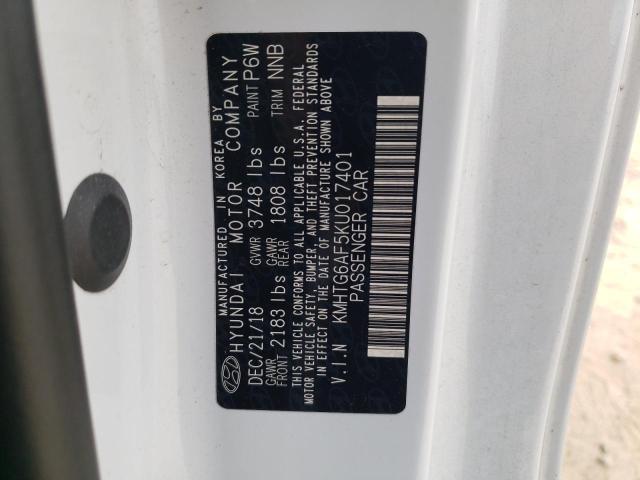 MANUFACTURED IN KOREA BY
HYUNDAI MOTOR COMPANY
DEC/21/18 GVWR 3748 lbs PAINT P6W
GAWR FRONT 2183 lbs GAWR REAR 1808 lbs TRIM NNB
THIS VEHICLE CONFORMS TO ALL APPLICABLE U.S.A. FEDERAL
MOTOR VEHICLE SAFETY, BUMPER, AND THEFT PREVENTION STANDARDS
IN EFFECT ON THE DATE OF MANUFACTURE SHOWN ABOVE
V.I.N KMHTG6AF5KU017401
PASSENGER CAR